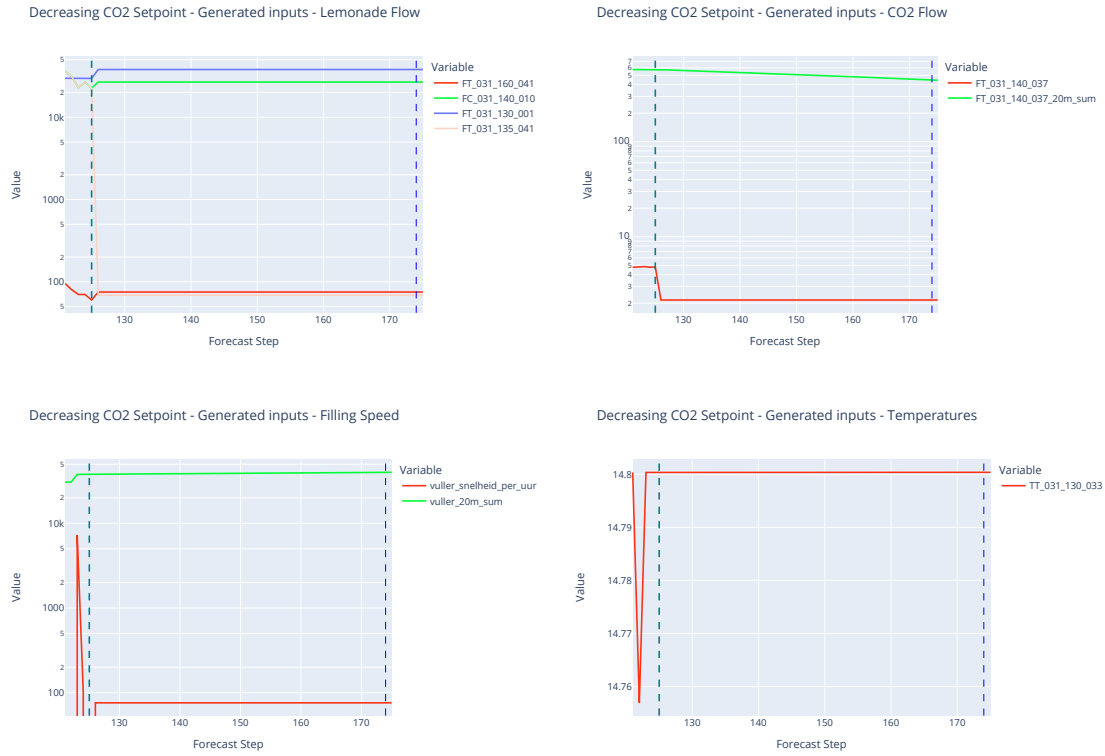 Decreasing CO2 Setpoint - Generated inputs - Lemonade Flow
5
2
10k
5
2
1000
5
2
100
5
130
140
150
160
170
Value
Forecast Step
Variable
FT_031_160_041
FC_031_140_010
FT_031_130_001
FT_031_135_041
Decreasing CO2 Setpoint - Generated inputs - CO2 Flow
7
6
5
4
3
2
100
9
8
7
6
5
4
3
2
10
9
8
7
6
5
4
3
2
130
140
150
160
170
Value
Forecast Step
Variable
FT_031_140_037
FT_031_140_037_20m_sum
Decreasing CO2 Setpoint - Generated inputs - Filling Speed
5
2
10k
5
2
1000
5
2
100
130
140
150
160
170
Value
Forecast Step
Variable
vuller_snelheid_per_uur
vuller_20m_sum
Decreasing CO2 Setpoint - Generated inputs - Temperatures
14.8
14.79
14.78
14.77
14.76
130
140
150
160
170
Value
Forecast Step
Variable
TT_031_130_033